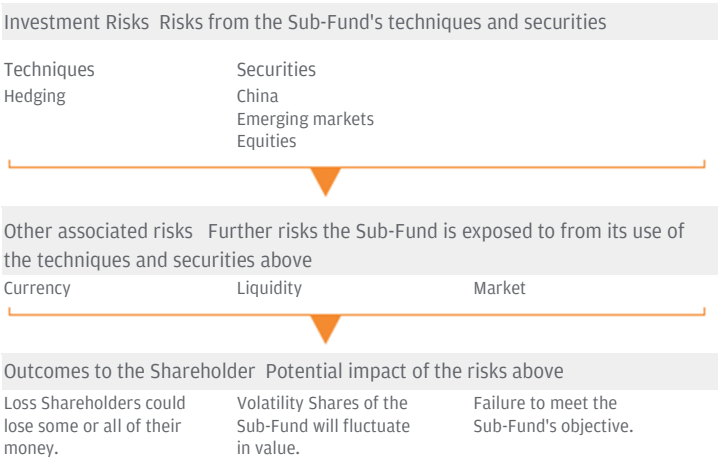 Investment Risks Risks from the Sub-Fund's techniques and securities
Techniques Securities
Hedging China
Emerging markets
Equities
Other associated risks Further risks the Sub-Fund is exposed to from its use of
the techniques and securities above
Currency Liquidity Market
Outcomes to the Shareholder Potential impact of the risks above
Loss Shareholders could Volatility Shares of the Failure to meet the
lose some or all of their Sub-Fund will fluctuate Sub-Fund's objective.
money. in value.